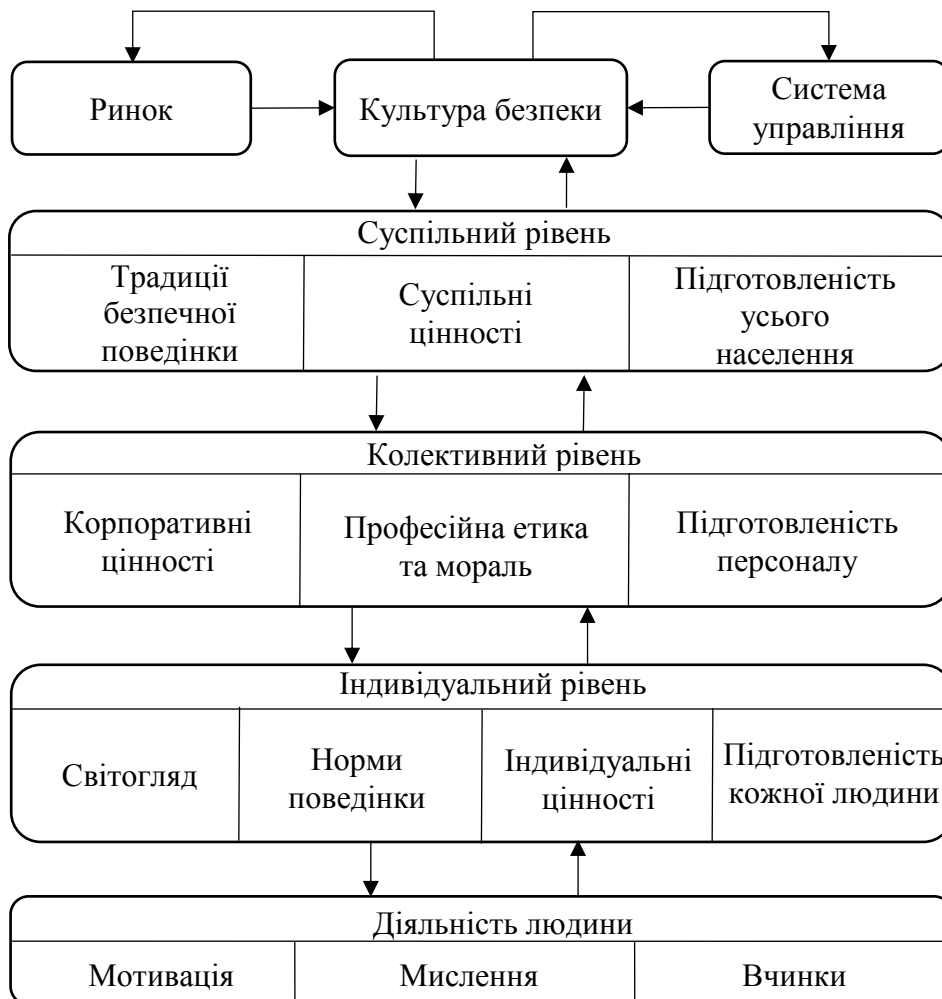 Ринок
Культура безпеки
Система
управління
Суспільний рівень
Традиції
безпечної
поведінки
Суспільні
цінності
Підготовленість
усього
населення
Колективний рівень
Корпоративні
цінності
Професійна етика
та мораль
Підготовленість
персоналу
Індивідуальний рівень
Світогляд
Норми
поведінки
Індивідуальні
цінності
Підготовленість
кожної людини
Діяльність людини
Мотивація
Мислення
Вчинки